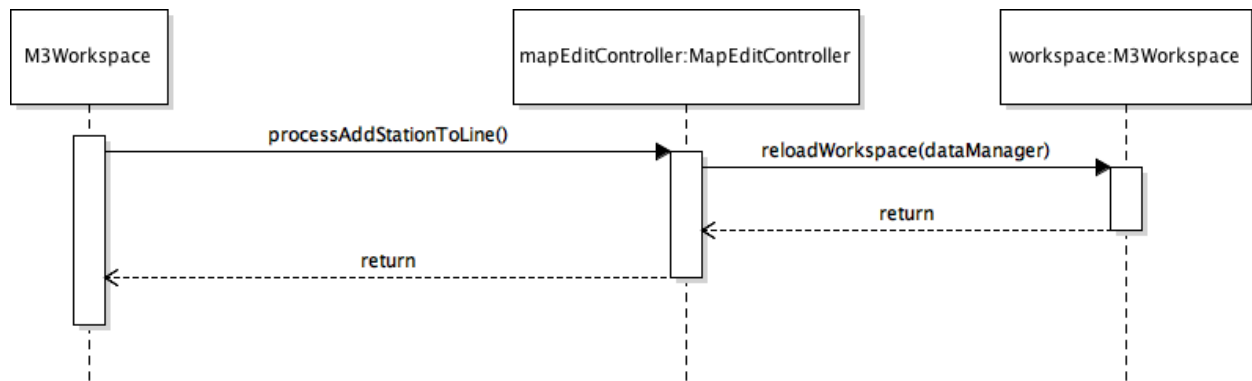 M3Workspace
mapEditController:MapEditController
workspace:M3Workspace
processAddStationToLine()
reloadWorkspace(dataManager)
return
return